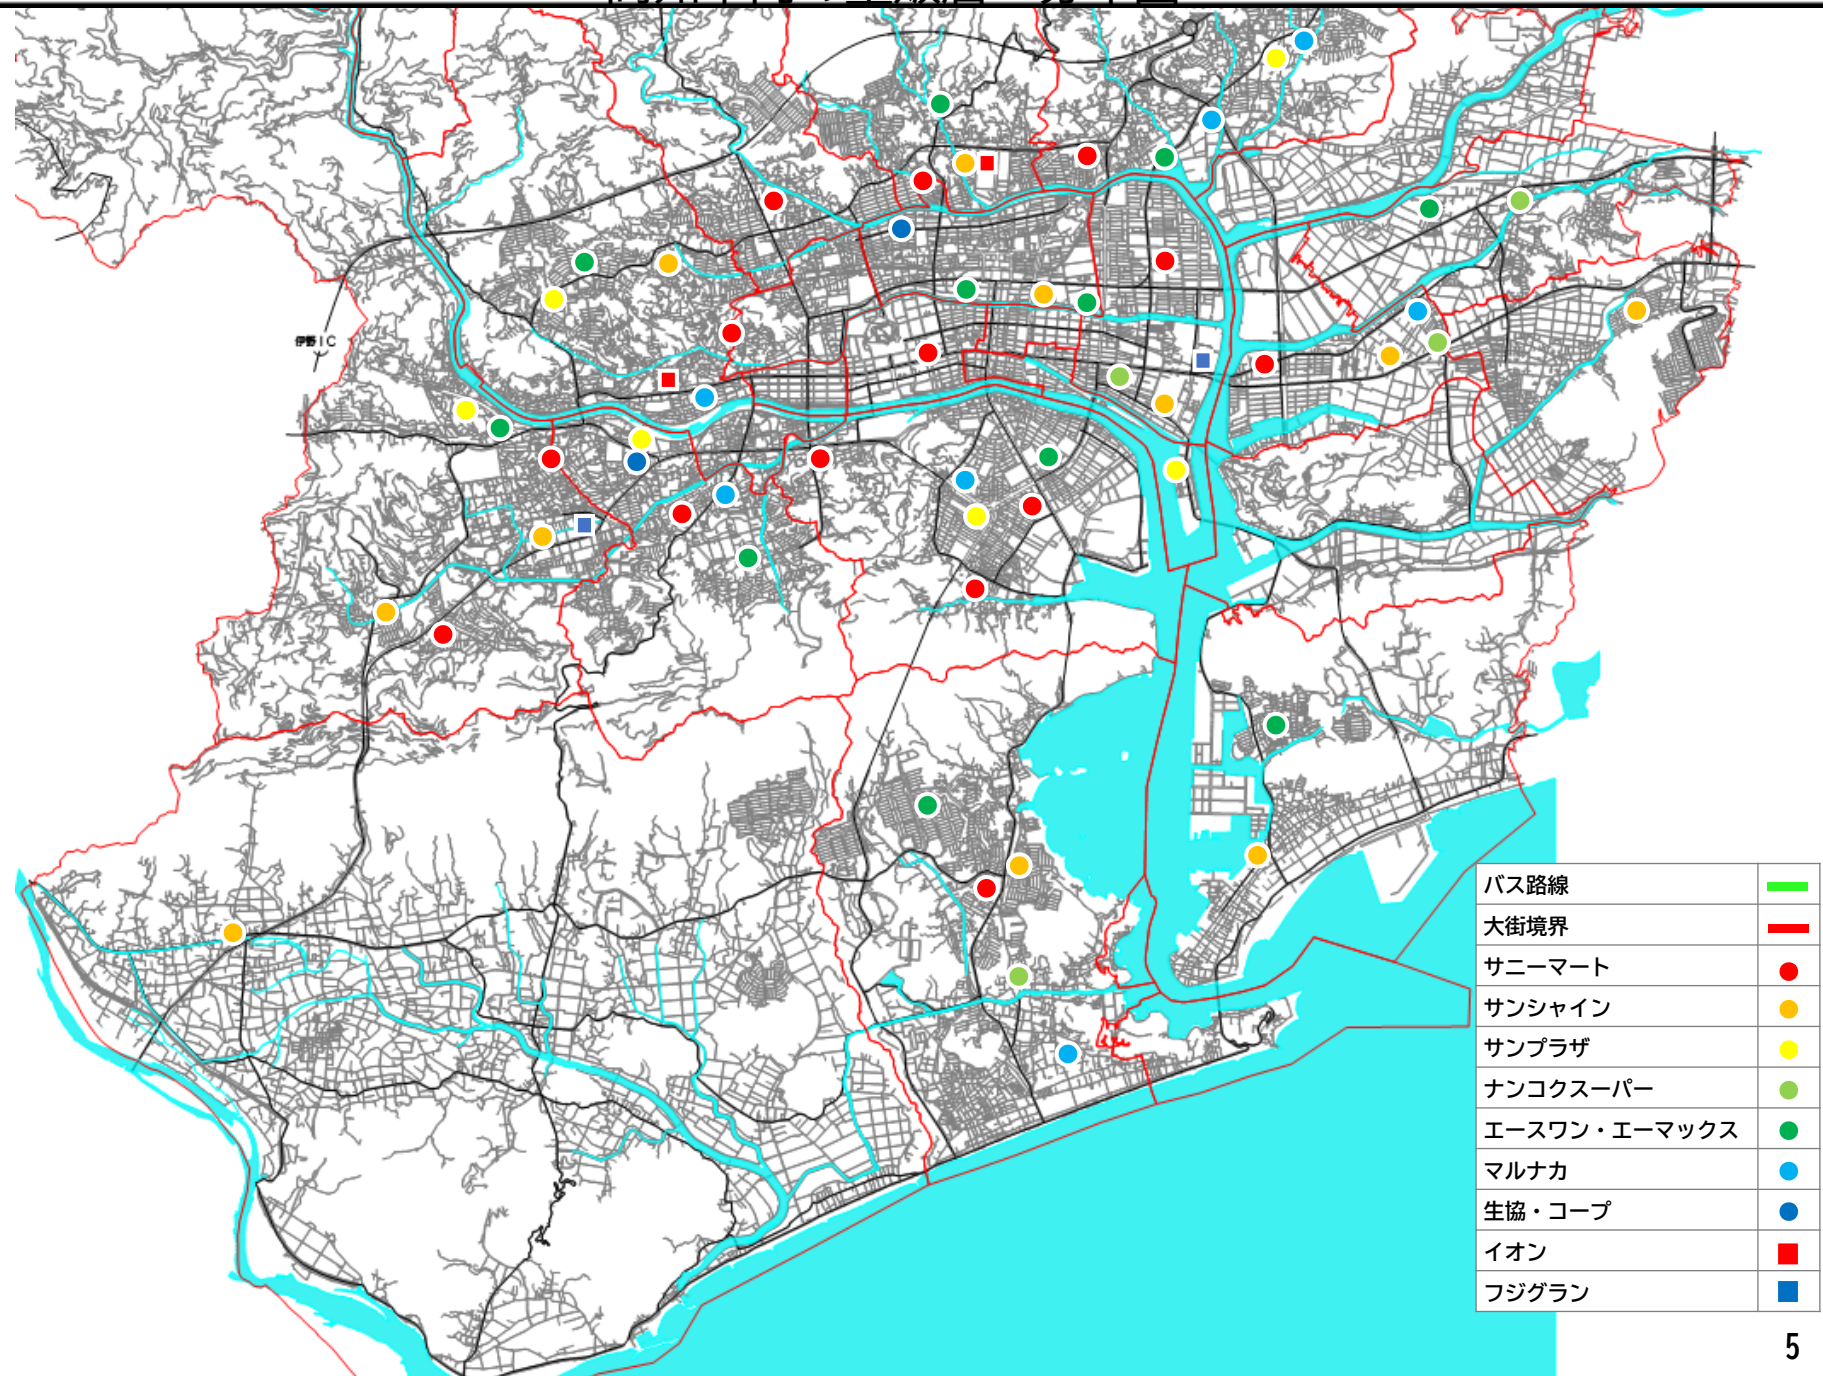 伊野IC
バス路線
大街境界
サニーマート
サンシャイン
サンプラザ
ナンコクスーパー
エースワン・エーマックス
マルナカ
生協・コープ
イオン
フジグラン
5